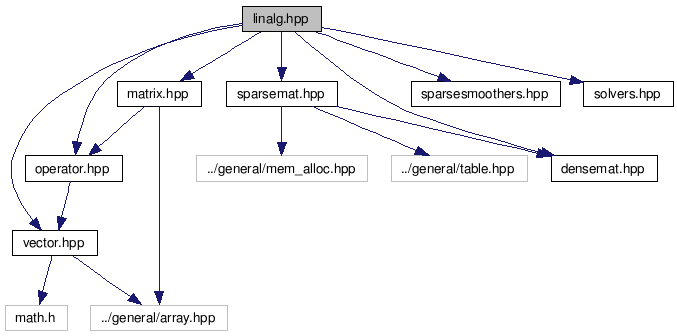 linalg.hpp
matrix.hpp
sparsemat.hpp
sparsesmoothers.hpp
solvers.hpp
operator.hpp
../general/mem_alloc.hpp
../general/table.hpp
densemat.hpp
vector.hpp
math.h
../general/array.hpp